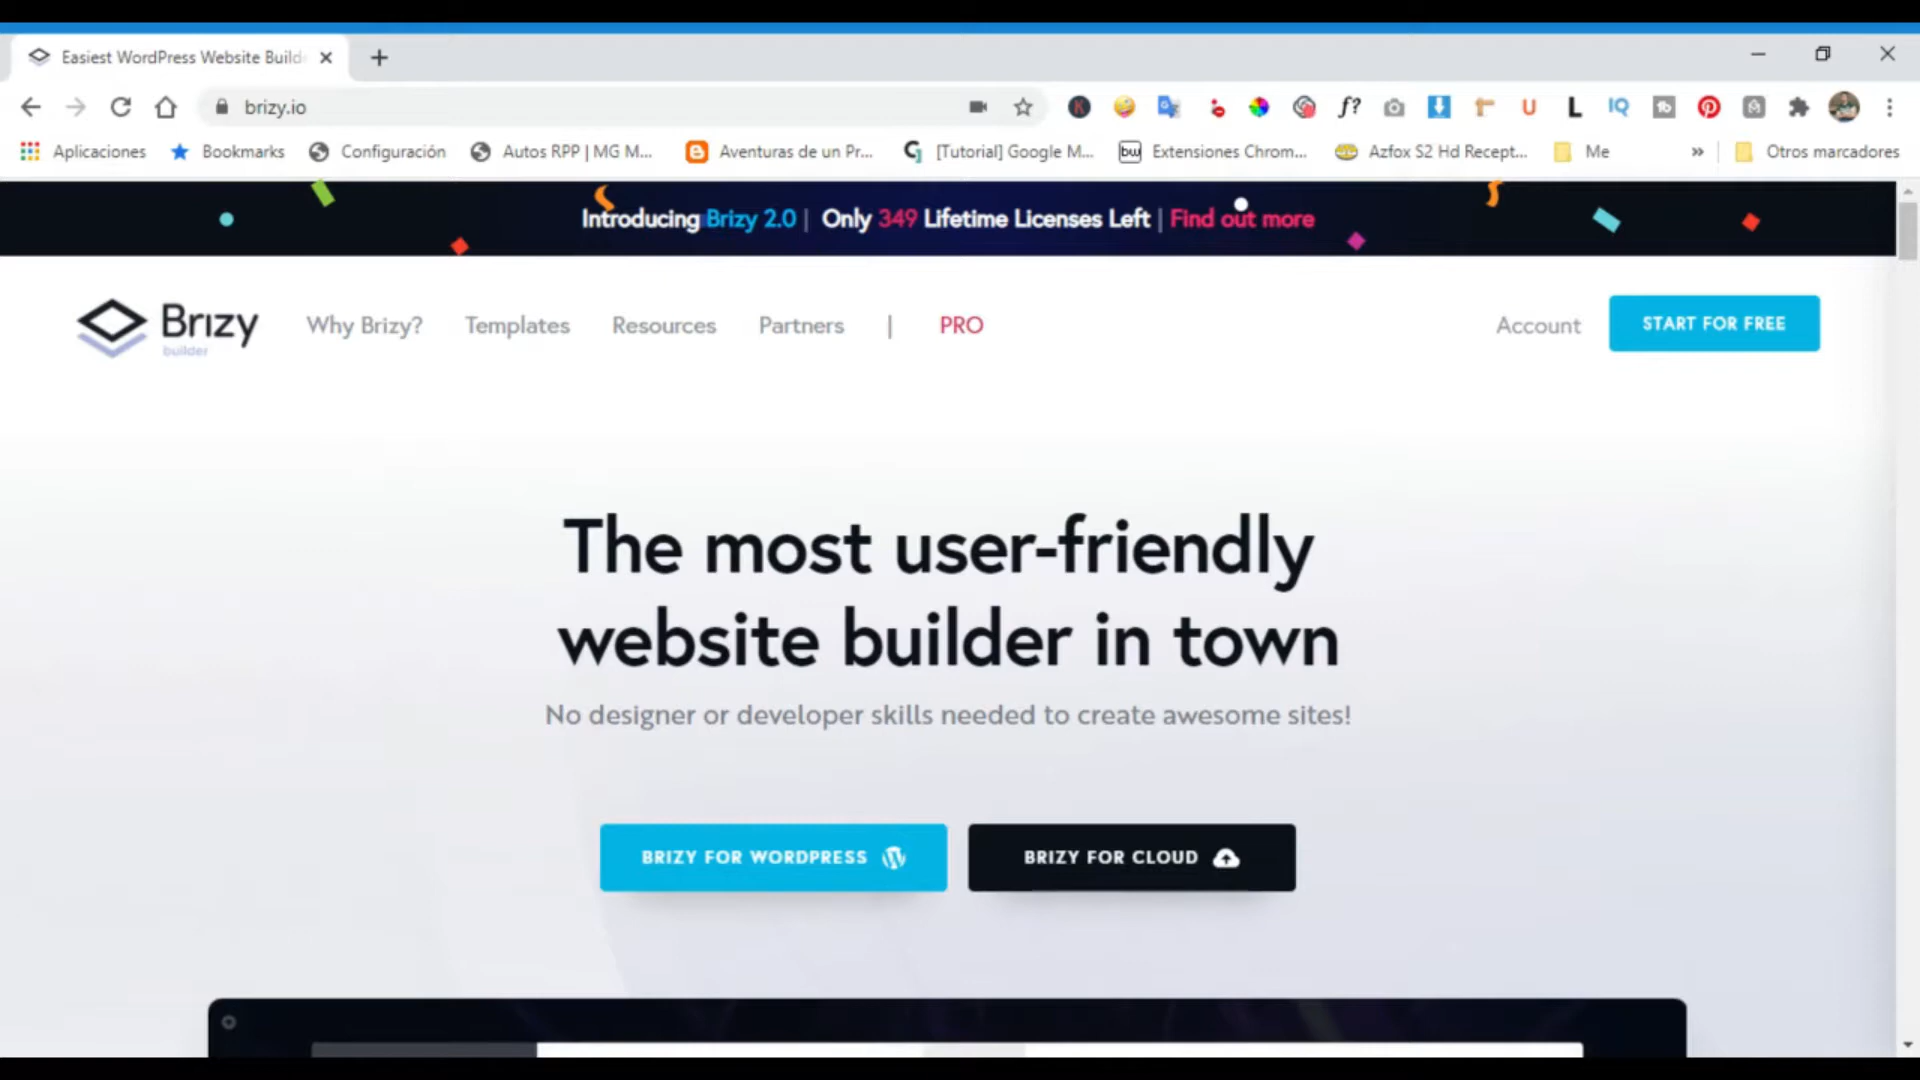 Easiest WordPress Website Build
brizy.io
Aplicaciones Bookmarks Configuración Autos RPP | MG M... Aventuras de un Pr... [Tutorial] Google M... bw Extensiones Chrom... Azfox S2 Hd Recept... Me » Otros marcadores
Introducing Brizy 2.0 | Only 349 Lifetime Licenses Left | Find out more
Brizy
builder
Why Brizy? Templates Resources Partners | PRO Account START FOR FREE
The most user-friendly
website builder in town
No designer or developer skills needed to create awesome sites!
BRIZY FOR WORDPRESS BRIZY FOR CLOUD